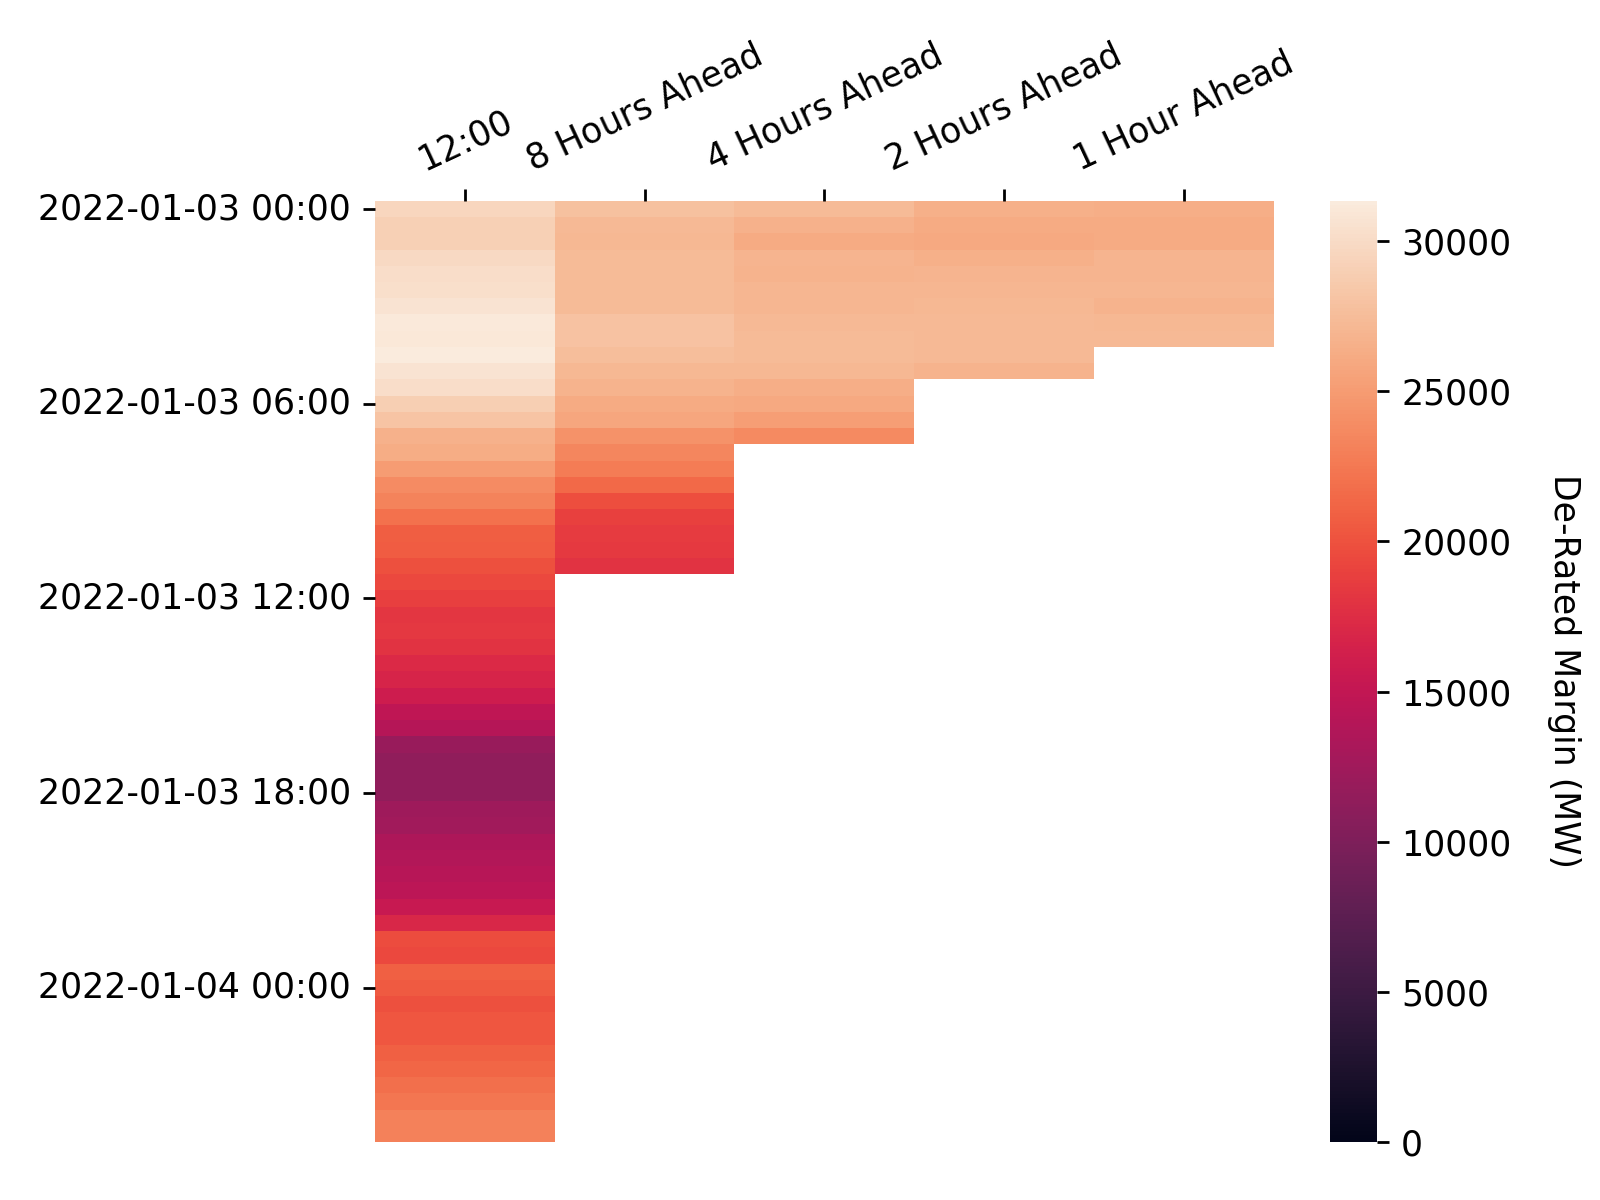 12:00
8 Hours Ahead
4 Hours Ahead
2 Hours Ahead
1 Hour Ahead
2022-01-03 00:00
2022-01-03 06:00
2022-01-03 12:00
2022-01-03 18:00
2022-01-04 00:00
30000
25000
20000
15000
10000
5000
0
De-Rated Margin (MW)